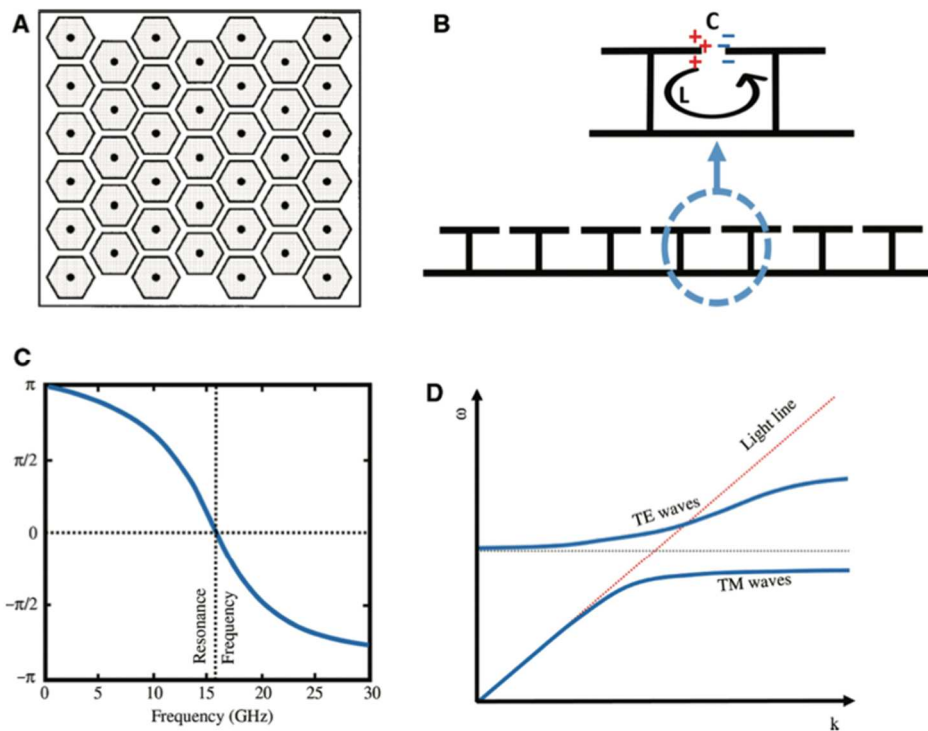 A
B
C
+ −
+ −
+ −
L
C
π
π/2
0
−π/2
−π
Resonance
Frequency
0 5 10 15 20 25 30
Frequency (GHz)
D
ω
Light line
TE waves
TM waves
k